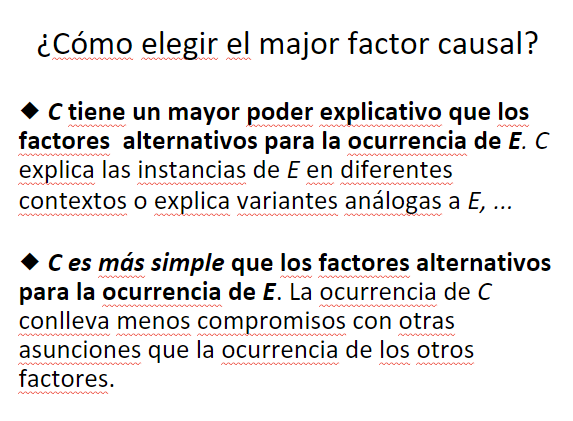 ¿Cómo elegir el major factor causal?
◆ C tiene un mayor poder explicativo que los
factores alternativos para la ocurrencia de E. C
explica las instancias de E en diferentes
contextos o explica variantes análogas a E, ...
◆ C es más simple que los factores alternativos
para la ocurrencia de E. La ocurrencia de C
conlleva menos compromisos con otras
asunciones que la ocurrencia de los otros
factores.